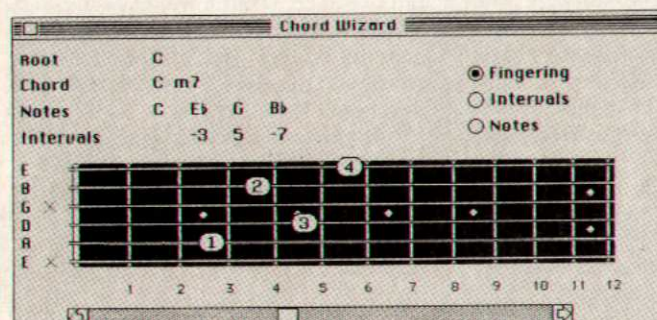 Chord Wizard
Root C
Chord C m7
Notes C E♭ G B♭
Intervals -3 5 -7
Fingering
Intervals
Notes
E 4
B 2
G ×
D 3
A 1
E ×
1 2 3 4 5 6 7 8 9 10 11 12